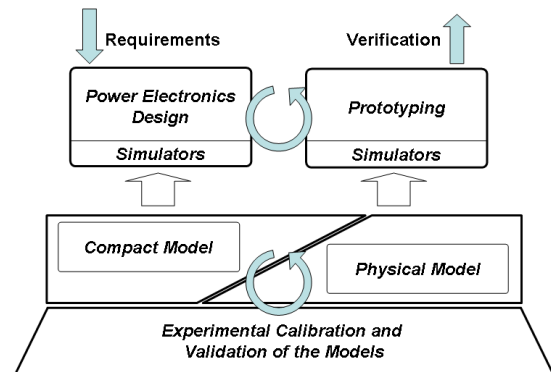 Requirements
Verification
Power Electronics
Design
Simulators
Prototyping
Simulators
Compact Model
Physical Model
Experimental Calibration and
Validation of the Models